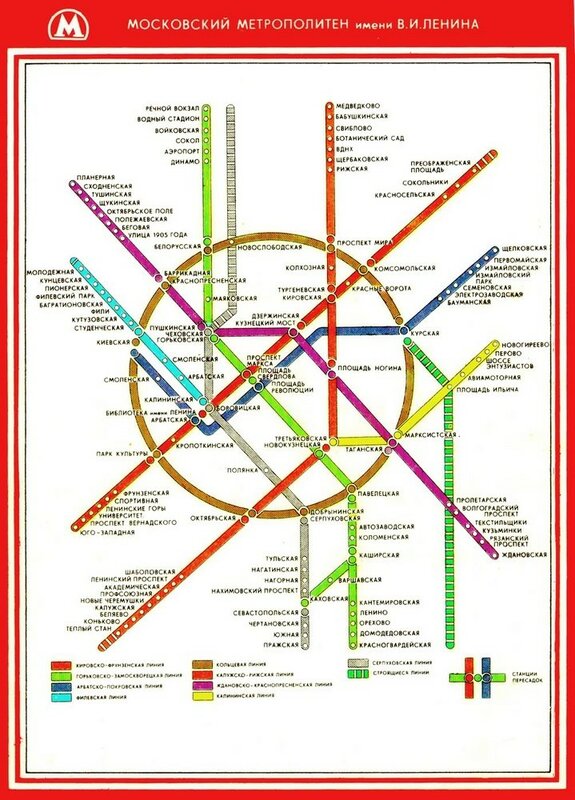 М
МОСКОВСКИЙ МЕТРОПОЛИТЕН имени В.И.ЛЕНИНА
РЕЧНОЙ ВОКЗАЛ
ВОДНЫЙ СТАДИОН
ВОЙКОВСКАЯ
СОКОЛ
АЭРОПОРТ
ДИНАМО
МЕДВЕДКОВО
БАБУШКИНСКАЯ
СВИБЛОВО
БОТАНИЧЕСКИЙ САД
ВДНХ
ЩЕРБАКОВСКАЯ
РИЖСКАЯ
ПРЕОБРАЖЕНСКАЯ
ПЛОЩАДЬ
СОКОЛЬНИКИ
КРАСНОСЕЛЬСКАЯ
ПЛАНЕРНАЯ
СХОДНЕНСКАЯ
ТУШИНСКАЯ
ЩУКИНСКАЯ
ОКТЯБРЬСКОЕ ПОЛЕ
ПОЛЕЖАЕВСКАЯ
БЕГОВАЯ
УЛИЦА 1905 ГОДА
БЕЛОРУССКАЯ
НОВОСЛОБОДСКАЯ
ПРОСПЕКТ МИРА
КОМСОМОЛЬСКАЯ
ЩЕЛКОВСКАЯ
ПЕРВОМАЙСКАЯ
ИЗМАЙЛОВСКАЯ
ИЗМАЙЛОВСКИЙ
ПАРК
СЕМЕНОВСКАЯ
ЭЛЕКТРОЗАВОДСКАЯ
БАУМАНСКАЯ
МОЛОДЕЖНАЯ
КУНЦЕВСКАЯ
ПИОНЕРСКАЯ
ФИЛЕВСКИЙ ПАРК
БАГРАТИОНОВСКАЯ
ФИЛИ
КУТУЗОВСКАЯ
СТУДЕНЧЕСКАЯ
КИЕВСКАЯ
БАРРИКАДНАЯ
КРАСНОПРЕСНЕНСКАЯ
МАЯКОВСКАЯ
КОЛХОЗНАЯ
ТУРГЕНЕВСКАЯ
КИРОВСКАЯ
КРАСНЫЕ ВОРОТА
ПУШКИНСКАЯ
ЧЕХОВСКАЯ
ГОРЬКОВСКАЯ
ДЗЕРЖИНСКАЯ
КУЗНЕЦКИЙ МОСТ
КУРСКАЯ
НОВОГИРЕЕВО
ПЕРОВО
ШОССЕ
ЭНТУЗИАСТОВ
АВИАМОТОРНАЯ
ПЛОЩАДЬ ИЛЬИЧА
СМОЛЕНСКАЯ
АРБАТСКАЯ
СМОЛЕНСКАЯ
ПРОСПЕКТ
МАРКСА
ПЛОЩАДЬ
СВЕРДЛОВА
ПЛОЩАДЬ
РЕВОЛЮЦИИ
ПЛОЩАДЬ НОГИНА
КАЛИНИНСКАЯ
БИБЛИОТЕКА имени ЛЕНИНА
АРБАТСКАЯ
БОРОВИЦКАЯ
КРОПОТКИНСКАЯ
ПАРК КУЛЬТУРЫ
ТРЕТЬЯКОВСКАЯ
НОВОКУЗНЕЦКАЯ
МАРКСИСТСКАЯ
ТАГАНСКАЯ
ПОЛЯНКА
ФРУНЗЕНСКАЯ
СПОРТИВНАЯ
ЛЕНИНСКИЕ ГОРЫ
УНИВЕРСИТЕТ
ПРОСПЕКТ ВЕРНАДСКОГО
ЮГО-ЗАПАДНАЯ
ОКТЯБРЬСКАЯ
ДОБРЫНИНСКАЯ
СЕРПУХОВСКАЯ
ПАВЕЛЕЦКАЯ
АВТОЗАВОДСКАЯ
КОЛОМЕНСКАЯ
КАШИРСКАЯ
ПРОЛЕТАРСКАЯ
ВОЛГОГРАДСКИЙ
ПРОСПЕКТ
ТЕКСТИЛЬЩИКИ
КУЗЬМИНКИ
РЯЗАНСКИЙ
ПРОСПЕКТ
ЖДАНОВСКАЯ
ШАБОЛОВСКАЯ
ЛЕНИНСКИЙ ПРОСПЕКТ
АКАДЕМИЧЕСКАЯ
ПРОФСОЮЗНАЯ
НОВЫЕ ЧЕРЕМУШКИ
КАЛУЖСКАЯ
БЕЛЯЕВО
КОНЬКОВО
ТЕПЛЫЙ СТАН
ТУЛЬСКАЯ
НАГАТИНСКАЯ
НАГОРНАЯ
НАХИМОВСКИЙ ПРОСПЕКТ
СЕВАСТОПОЛЬСКАЯ
ЧЕРТАНОВСКАЯ
ЮЖНАЯ
ПРАЖСКАЯ
ВАРШАВСКАЯ
КАХОВСКАЯ
КАНТЕМИРОВСКАЯ
ЛЕНИНО
ОРЕХОВО
ДОМОДЕДОВСКАЯ
КРАСНОГВАРДЕЙСКАЯ
КИРОВСКО-ФРУНЗЕНСКАЯ ЛИНИЯ
ГОРЬКОВСКО-ЗАМОСКВОРЕЦКАЯ ЛИНИЯ
АРБАТСКО-ПОКРОВСКАЯ ЛИНИЯ
ФИЛЕВСКАЯ ЛИНИЯ
КОЛЬЦЕВАЯ ЛИНИЯ
КАЛУЖСКО-РИЖСКАЯ ЛИНИЯ
ЖДАНОВСКО-КРАСНОПРЕСНЕНСКАЯ ЛИНИЯ
КАЛИНИНСКАЯ ЛИНИЯ
СЕРПУХОВСКАЯ ЛИНИЯ
СТРОЯЩИЕСЯ ЛИНИИ
СТАНЦИИ
ПЕРЕСАДОК